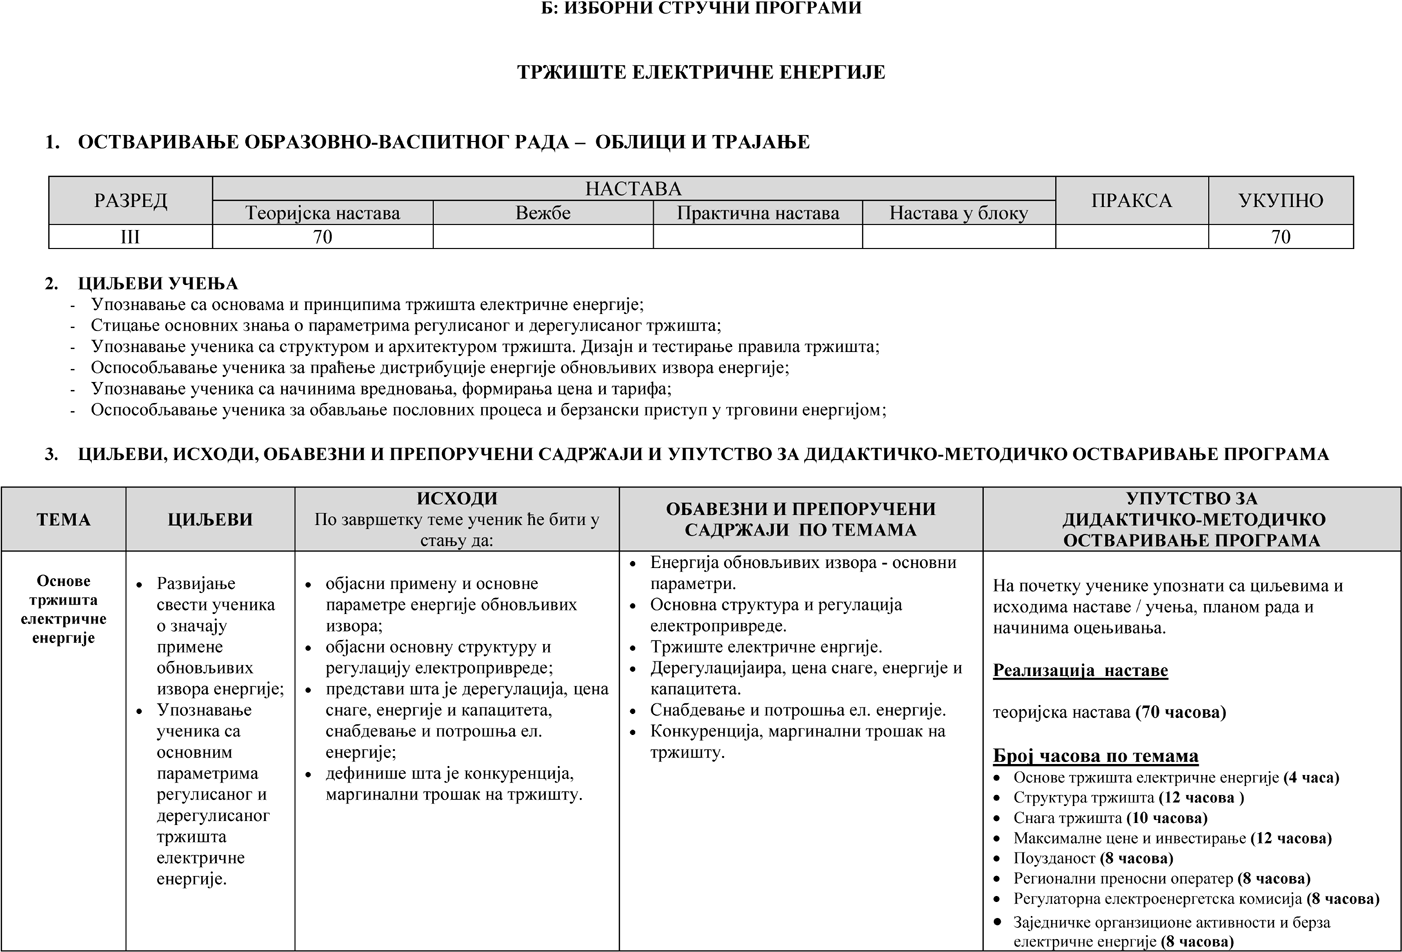 Б: ИЗБОРНИ СТРУЧНИ ПРОГРАМИ
ТРЖИШТЕ ЕЛЕКТРИЧНЕ ЕНЕРГИЈЕ
1. ОСТВАРИВАЊЕ ОБРАЗОВНО-ВАСПИТНОГ РАДА – ОБЛИЦИ И ТРАЈАЊЕ
РАЗРЕД
НАСТАВА
ПРАКСА
УКУПНО
Теоријска настава
Вежбе
Практична настава
Настава у блоку
III
70
70
2. ЦИЉЕВИ УЧЕЊА
- Упознавање са основама и принципима тржишта електричне енергије;
- Стицање основних знања о параметрима регулисаног и дерегулисаног тржишта;
- Упознавање ученика са структуром и архитектуром тржишта. Дизајн и тестирање правила тржишта;
- Оспособљавање ученика за праћење дистрибуције енергије обновљивих извора енергије;
- Упознавање ученика са начинима вредновања, формирања цена и тарифа;
- Оспособљавање ученика за обављање пословних процеса и берзански приступ у трговини енергијом;
3. ЦИЉЕВИ, ИСХОДИ, ОБАВЕЗНИ И ПРЕПОРУЧЕНИ САДРЖАЈИ И УПУТСТВО ЗА ДИДАКТИЧКО-МЕТОДИЧКО ОСТВАРИВАЊЕ ПРОГРАМА
ТЕМА
ЦИЉЕВИ
ИСХОДИ
По завршетку теме ученик ће бити у
стању да:
ОБАВЕЗНИ И ПРЕПОРУЧЕНИ
САДРЖАЈИ ПО ТЕМАМА
УПУТСТВО ЗА
ДИДАКТИЧКО-МЕТОДИЧКО
ОСТВАРИВАЊЕ ПРОГРАМА
Основе
тржишта
електричне
енергије
• Развијање
свести ученика
о значају
примене
обновљивих
извора енергије;
• Упознавање
ученика са
основним
параметрима
регулисаног и
дерегулисаног
тржишта
електричне
енергије.
• објасни примену и основне
параметре енергије обновљивих
извора;
• објасни основну структуру и
регулацију електропривреде;
• представи шта је дерегулација, цена
снаге, енергије и капацитета,
снабдевање и потрошња ел.
енергије;
• дефинише шта је конкуренција,
маргинални трошак на тржишту.
• Енергија обновљивих извора - основни
параметри.
• Основна структура и регулација
електропривреде.
• Тржиште електричне енргије.
• Дерегулацијаира, цена снаге, енергије и
капацитета.
• Снабдевање и потрошња ел. енергије.
• Конкуренција, маргинални трошак на
тржишту.
На почетку ученике упознати са циљевима и
исходима наставе / учења, планом рада и
начинима оцењивања.
Реализација наставе
теоријска настава (70 часова)
Број часова по темама
• Основе тржишта електричне енергије (4 часа)
• Структура тржишта (12 часова )
• Снага тржишта (10 часова)
• Максималне цене и инвестирање (12 часова)
• Поузданост (8 часова)
• Регионални преносни оператер (8 часова)
• Регулаторна електроенергетска комисија (8 часова)
• Заједничке органзиционе активности и берза
електричне енергије (8 часова)